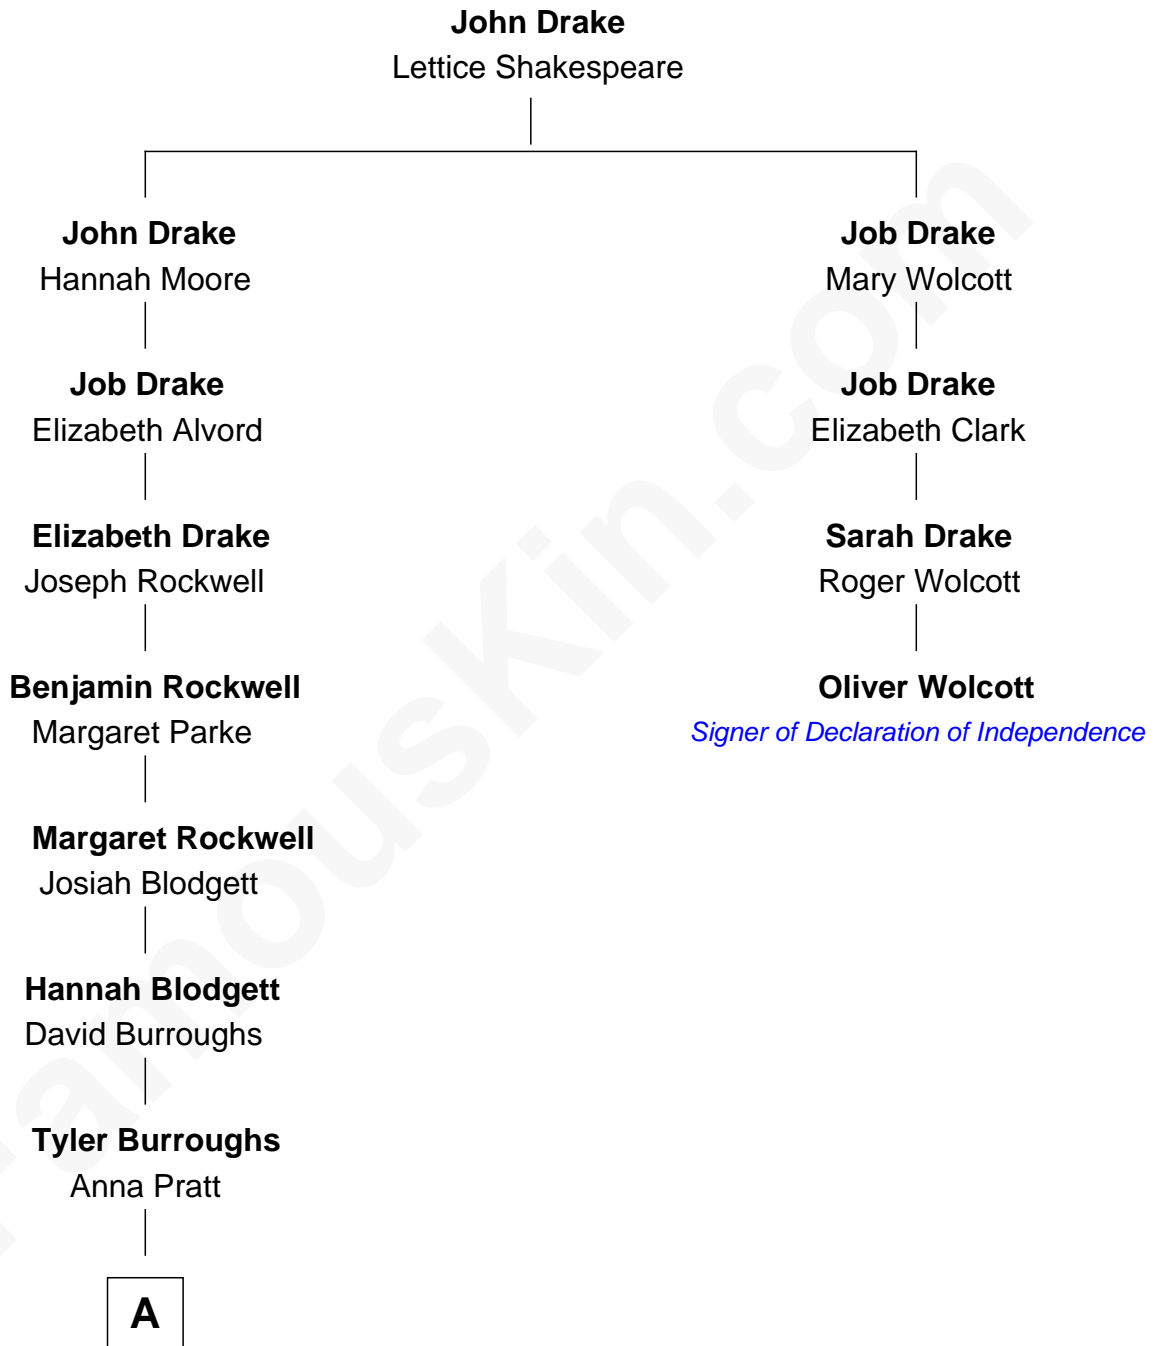 John Drake
Lettice Shakespeare
John Drake
Hannah Moore
Job Drake
Mary Wolcott
Job Drake
Elizabeth Alvord
Job Drake
Elizabeth Clark
Elizabeth Drake
Joseph Rockwell
Sarah Drake
Roger Wolcott
Benjamin Rockwell
Margaret Parke
Oliver Wolcott
Signer of Declaration of Independence
Margaret Rockwell
Josiah Blodgett
Hannah Blodgett
David Burroughs
Tyler Burroughs
Anna Pratt
A
FamousKin.com